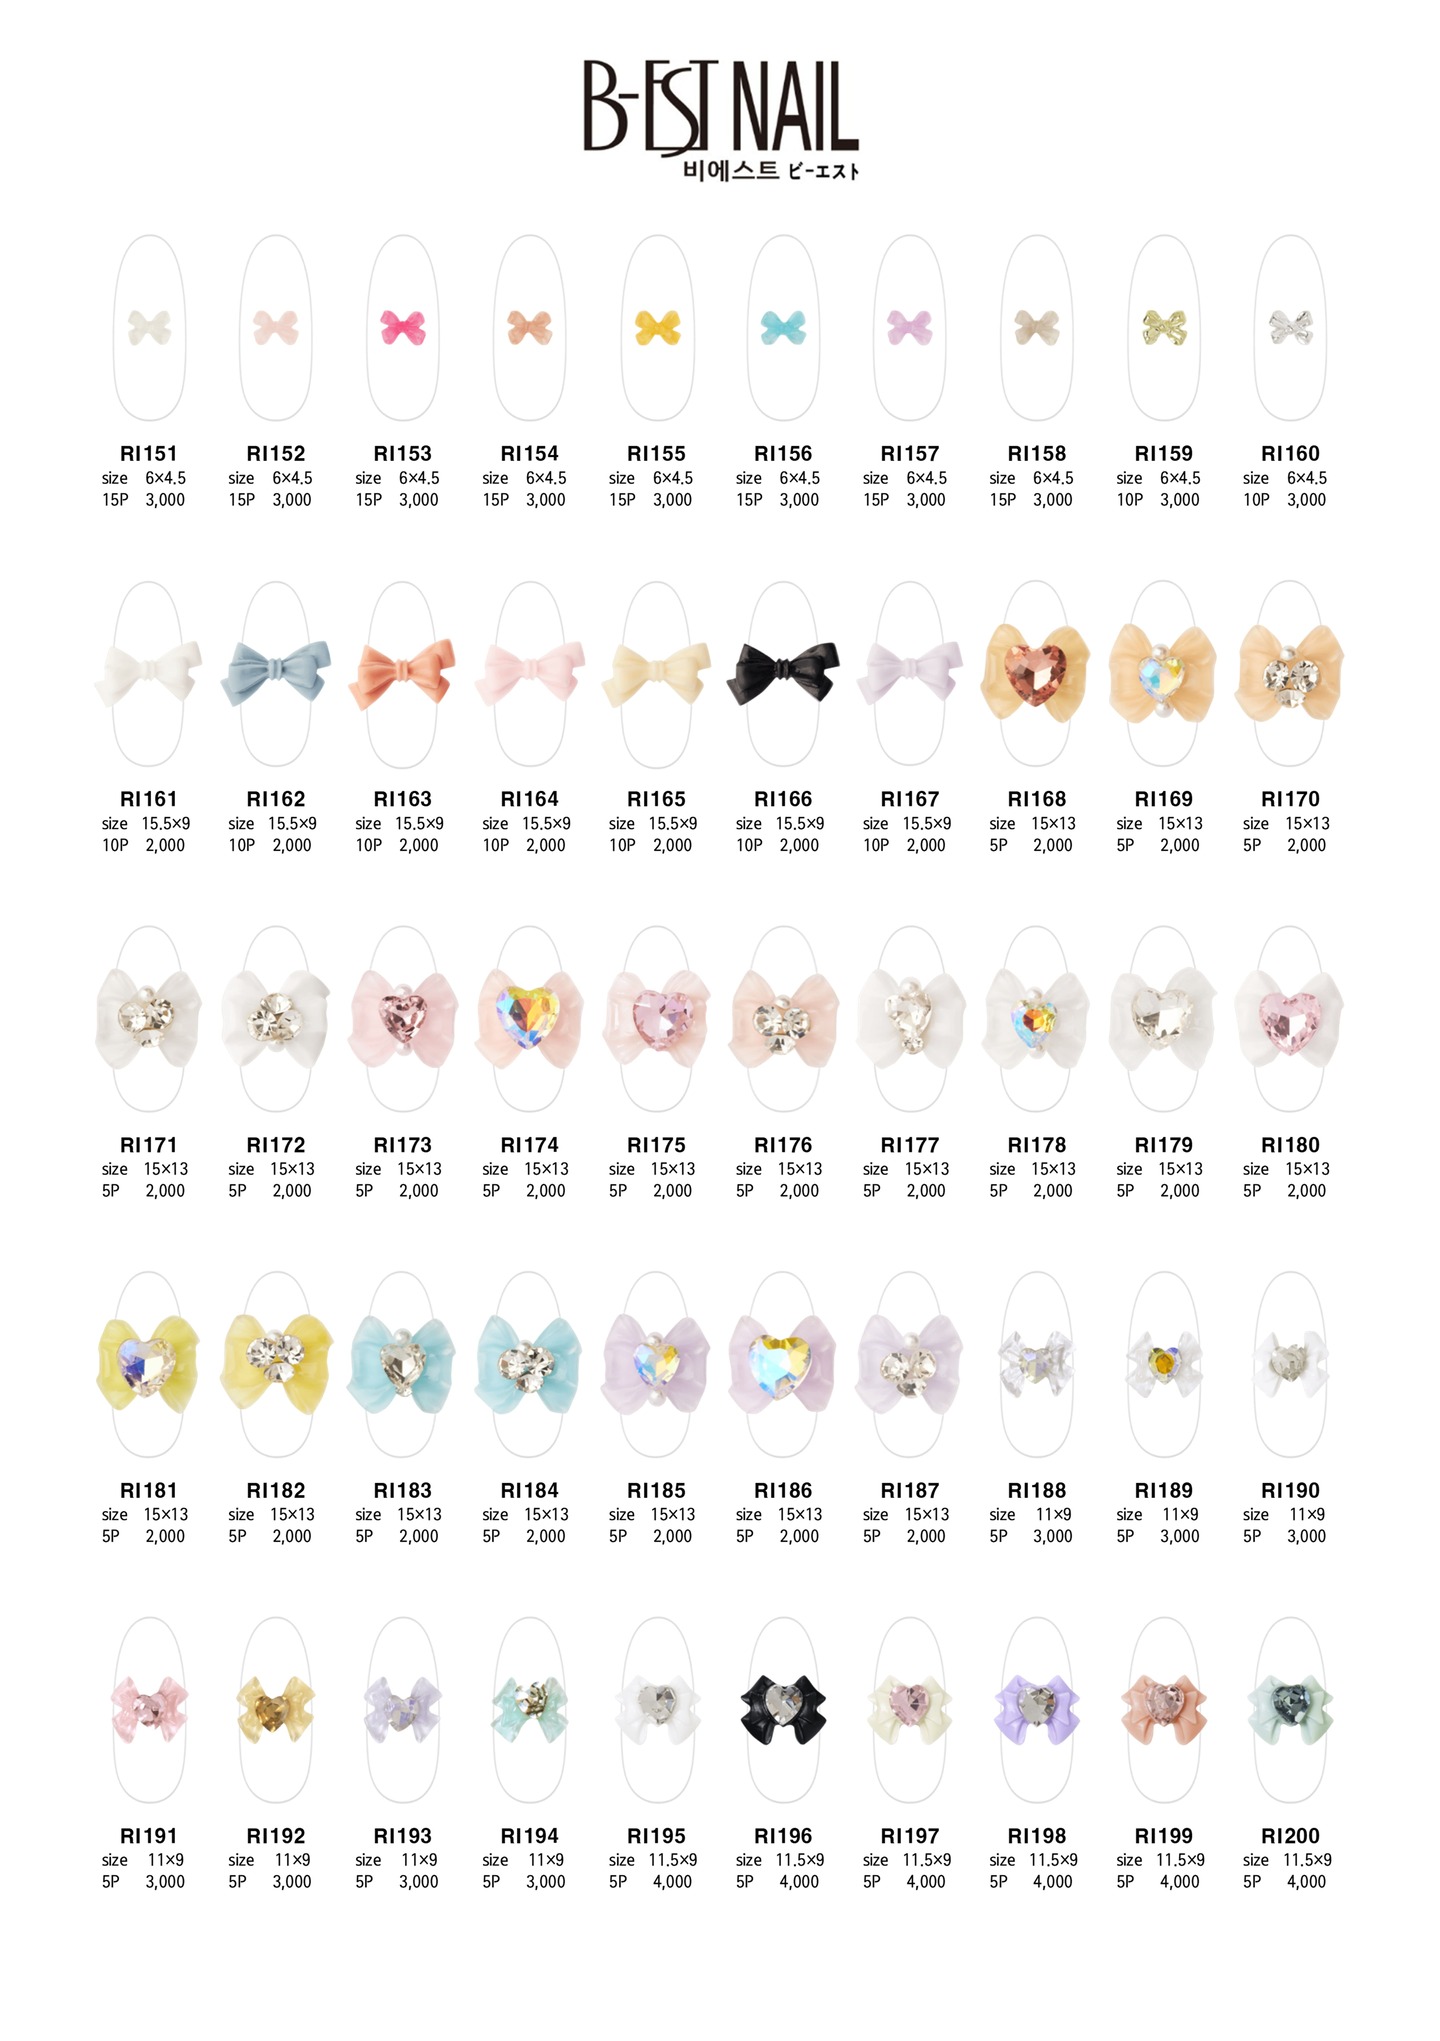 B-EST NAIL
비에스트 ビーエスト
RI151 RI152 RI153 RI154 RI155 RI156 RI157 RI158 RI159 RI160
size 6×4.5 size 6×4.5 size 6×4.5 size 6×4.5 size 6×4.5 size 6×4.5 size 6×4.5 size 6×4.5 size 6×4.5 size 6×4.5
15P 3,000 15P 3,000 15P 3,000 15P 3,000 15P 3,000 15P 3,000 15P 3,000 15P 3,000 10P 3,000 10P 3,000
RI161 RI162 RI163 RI164 RI165 RI166 RI167 RI168 RI169 RI170
size 15.5×9 size 15.5×9 size 15.5×9 size 15.5×9 size 15.5×9 size 15.5×9 size 15.5×9 size 15×13 size 15×13 size 15×13
10P 2,000 10P 2,000 10P 2,000 10P 2,000 10P 2,000 10P 2,000 10P 2,000 5P 2,000 5P 2,000 5P 2,000
RI171 RI172 RI173 RI174 RI175 RI176 RI177 RI178 RI179 RI180
size 15×13 size 15×13 size 15×13 size 15×13 size 15×13 size 15×13 size 15×13 size 15×13 size 15×13 size 15×13
5P 2,000 5P 2,000 5P 2,000 5P 2,000 5P 2,000 5P 2,000 5P 2,000 5P 2,000 5P 2,000 5P 2,000
RI181 RI182 RI183 RI184 RI185 RI186 RI187 RI188 RI189 RI190
size 15×13 size 15×13 size 15×13 size 15×13 size 15×13 size 15×13 size 15×13 size 11×9 size 11×9 size 11×9
5P 2,000 5P 2,000 5P 2,000 5P 2,000 5P 2,000 5P 2,000 5P 2,000 5P 3,000 5P 3,000 5P 3,000
RI191 RI192 RI193 RI194 RI195 RI196 RI197 RI198 RI199 RI200
size 11×9 size 11×9 size 11×9 size 11×9 size 11.5×9 size 11.5×9 size 11.5×9 size 11.5×9 size 11.5×9 size 11.5×9
5P 3,000 5P 3,000 5P 3,000 5P 3,000 5P 4,000 5P 4,000 5P 4,000 5P 4,000 5P 4,000 5P 4,000